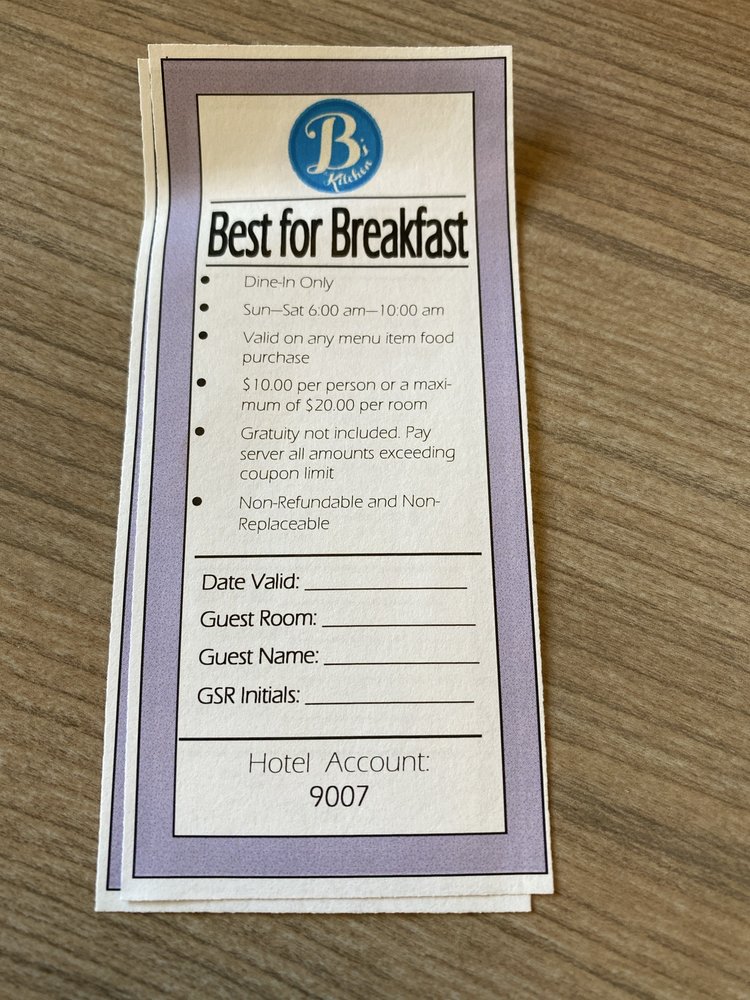 B's
Kitchen
Best for Breakfast
• Dine-In Only
• Sun—Sat 6:00 am—10:00 am
• Valid on any menu item food
purchase
• $10.00 per person or a maxi-
mum of $20.00 per room
• Gratuity not included. Pay
server all amounts exceeding
coupon limit
• Non-Refundable and Non-
Replaceable
Date Valid:
Guest Room:
Guest Name:
GSR Initials:
Hotel Account:
9007